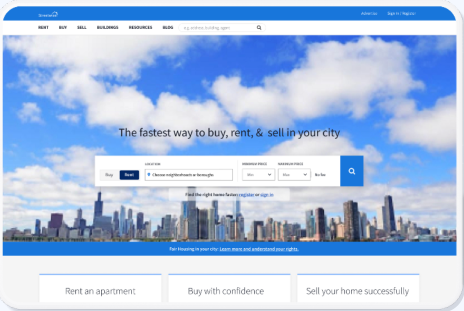 Advertise Sign In / Register
RENT BUY SELL BUILDINGS RESOURCES BLOG e.g. address, building, agent
The fastest way to buy, rent, & sell in your city
LOCATION MINIMUM PRICE MAXIMUM PRICE
Buy Rent Choose neighborhoods or boroughs Min Max No fee
Find the right home faster, register or sign in
Fair Housing in your city: Learn more and understand your rights.
Rent an apartment Buy with confidence Sell your home successfully